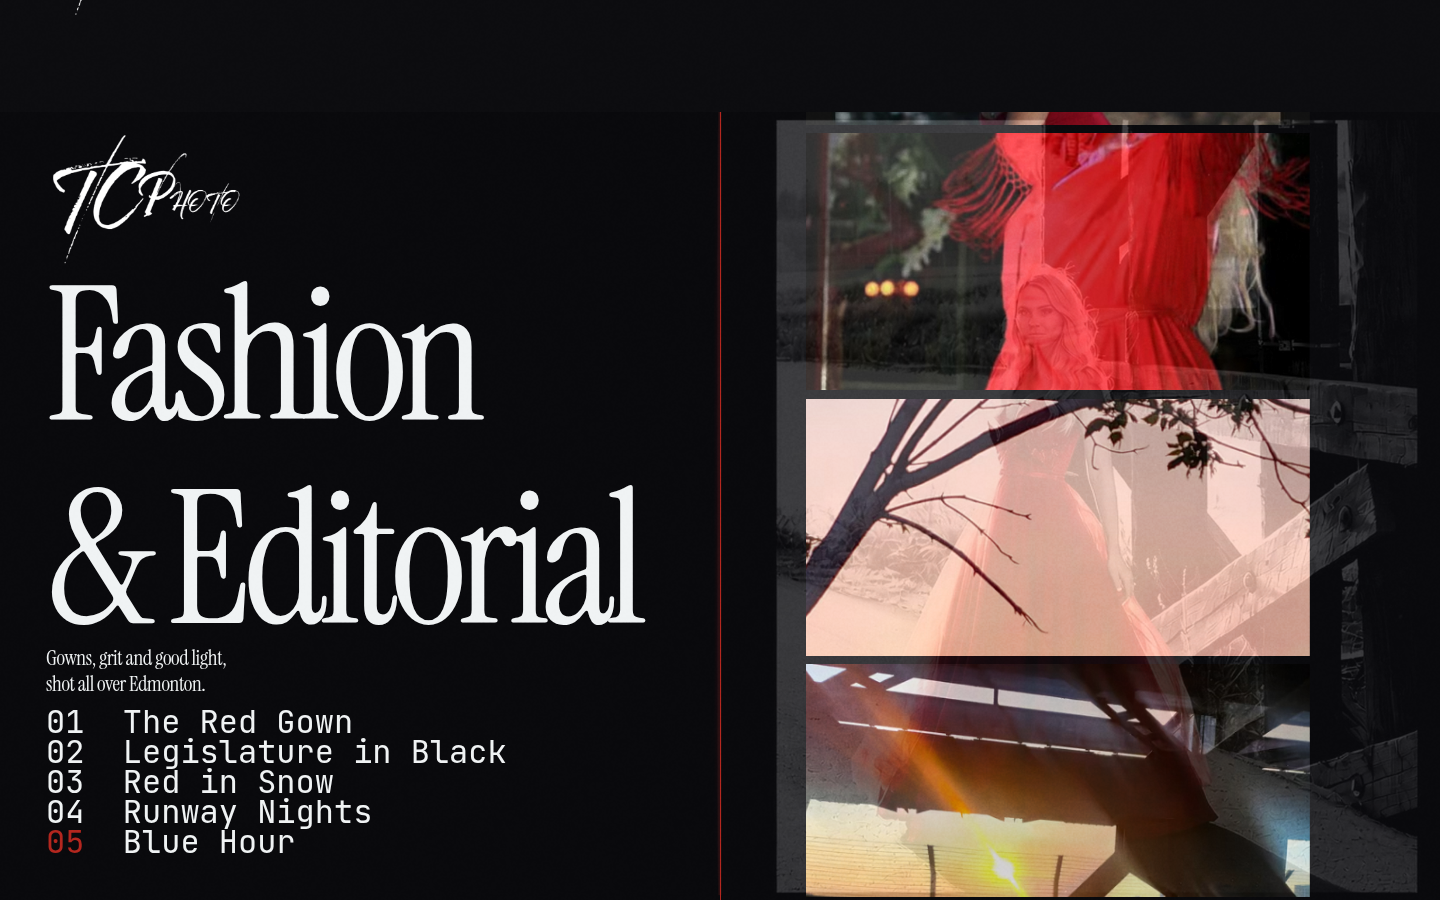 TCPHOTO
Fashion
& Editorial
Gowns, grit and good light,
shot all over Edmonton.
01 The Red Gown
02 Legislature in Black
03 Red in Snow
04 Runway Nights
05 Blue Hour